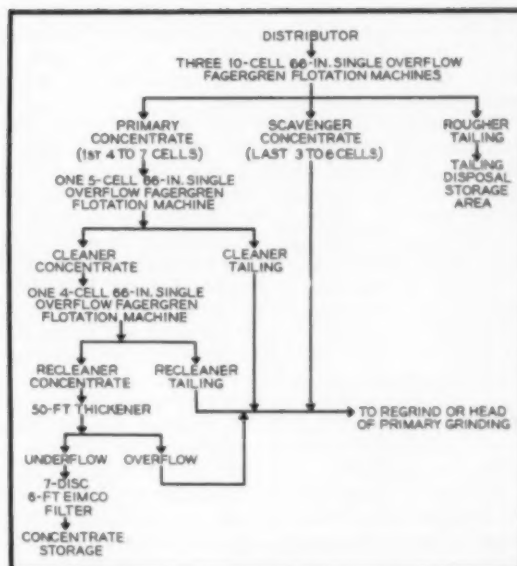 DISTRIBUTOR
THREE 10-CELL 66-IN. SINGLE OVERFLOW
FAGERGREN FLOTATION MACHINES
PRIMARY
CONCENTRATE
(1ST 4 TO 7 CELLS)
SCAVENGER
CONCENTRATE
(LAST 3 TO 6 CELLS)
ROUGHER
TAILING
TAILING
DISPOSAL
STORAGE
AREA
ONE 5-CELL 66-IN. SINGLE
OVERFLOW FAGERGREN
FLOTATION MACHINE
CLEANER
CONCENTRATE
CLEANER
TAILING
ONE 4-CELL 66-IN. SINGLE
OVERFLOW FAGERGREN
FLOTATION MACHINE
RECLEANER
CONCENTRATE
RECLEANER
TAILING
50-FT THICKENER
TO REGRIND OR HEAD
OF PRIMARY GRINDING
UNDERFLOW
OVERFLOW
7-DISC
6-FT EIMCO
FILTER
CONCENTRATE
STORAGE